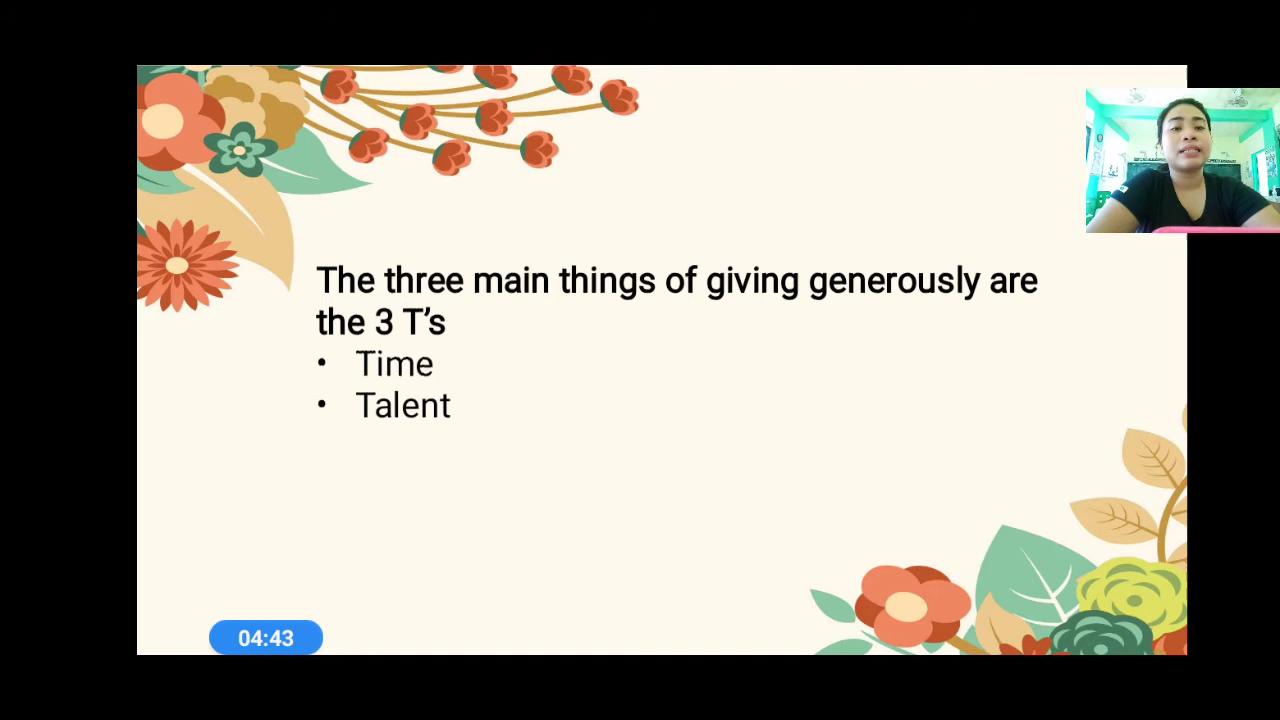 The three main things of giving generously are
the 3 T’s
• Time
• Talent
04:43